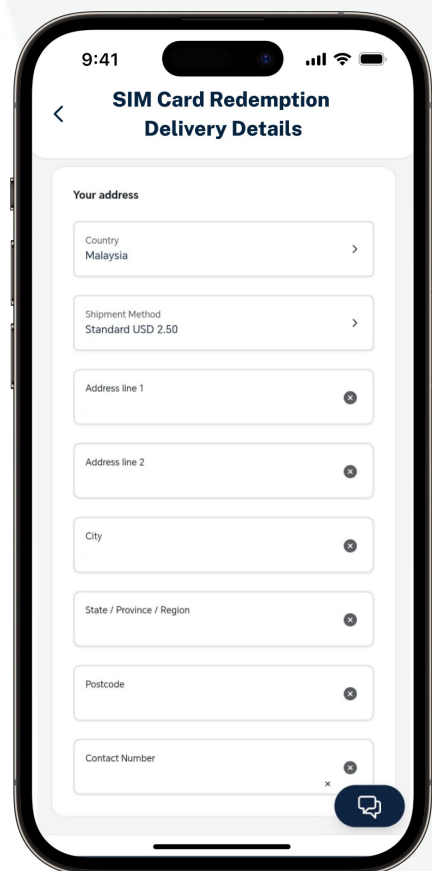 9:41
SIM Card Redemption
Delivery Details
Your address
Country
Malaysia
Shipment Method
Standard USD 2.50
Address line 1
Address line 2
City
State / Province / Region
Postcode
Contact Number